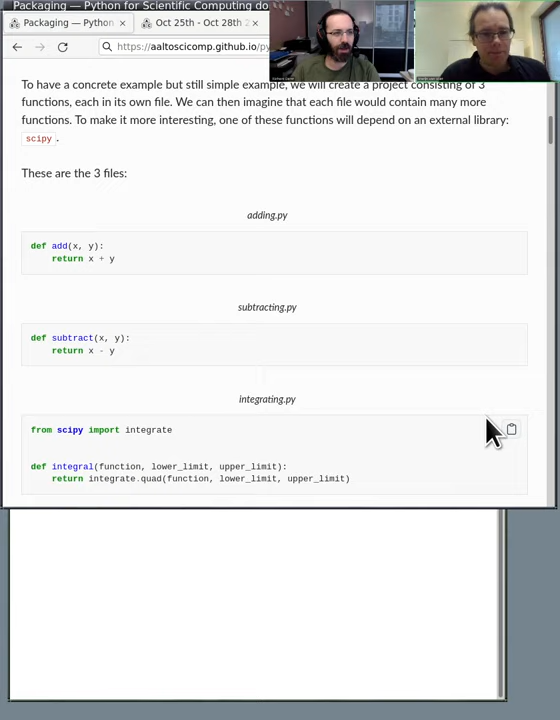 Packaging — Python for Scientific Computing do
Packaging — Python ×
Oct 25th - Oct 28th 2 ×
https://aaltoscicomp.github.io/py
To have a concrete example but still simple example, we will create a project consisting of 3
functions, each in its own file. We can then imagine that each file would contain many more
functions. To make it more interesting, one of these functions will depend on an external library:
scipy .
These are the 3 files:
adding.py
def add(x, y):
    return x + y
subtracting.py
def subtract(x, y):
    return x - y
integrating.py
from scipy import integrate
def integral(function, lower_limit, upper_limit):
    return integrate.quad(function, lower_limit, upper_limit)